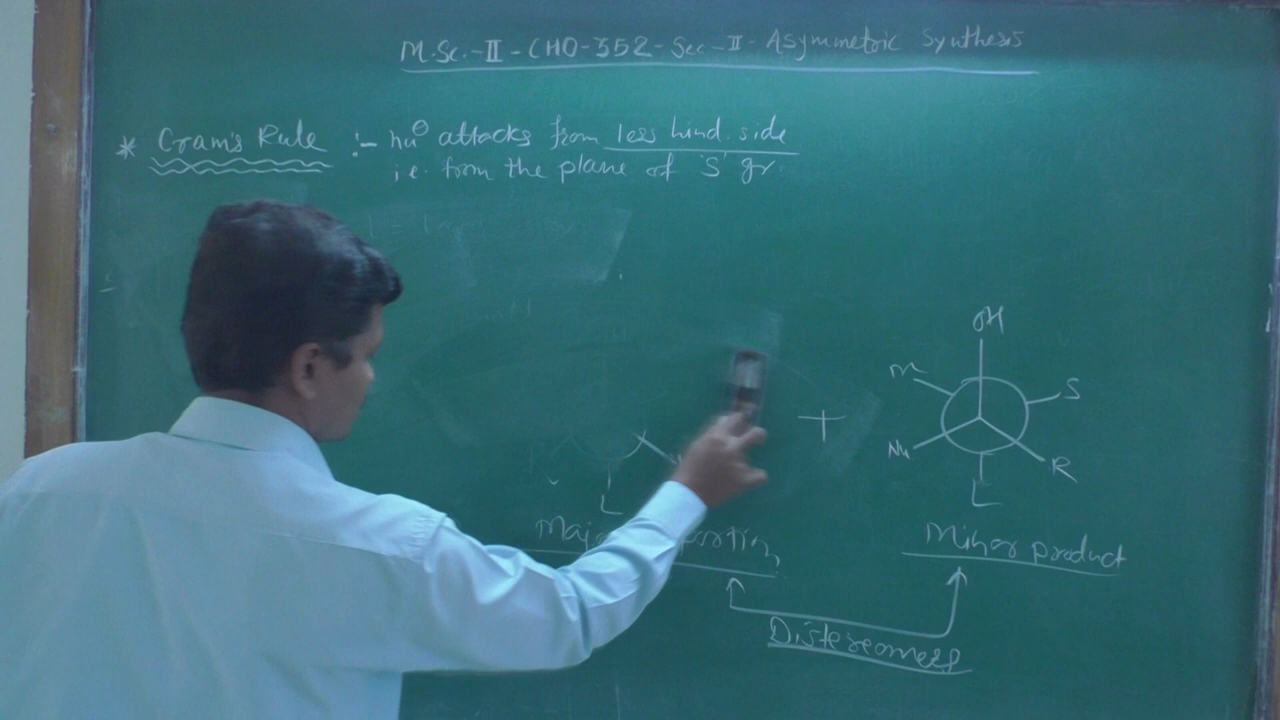 M.Sc.-II-CHO-352-Sec-II-Asymmetric Synthesis
* Cram's Rule :- nu⊖ attacks from less hind. side
i.e. from the plane of 'S' gr.
OH
M
S
Nu
R
L
L
+
Minor product
Distereomers